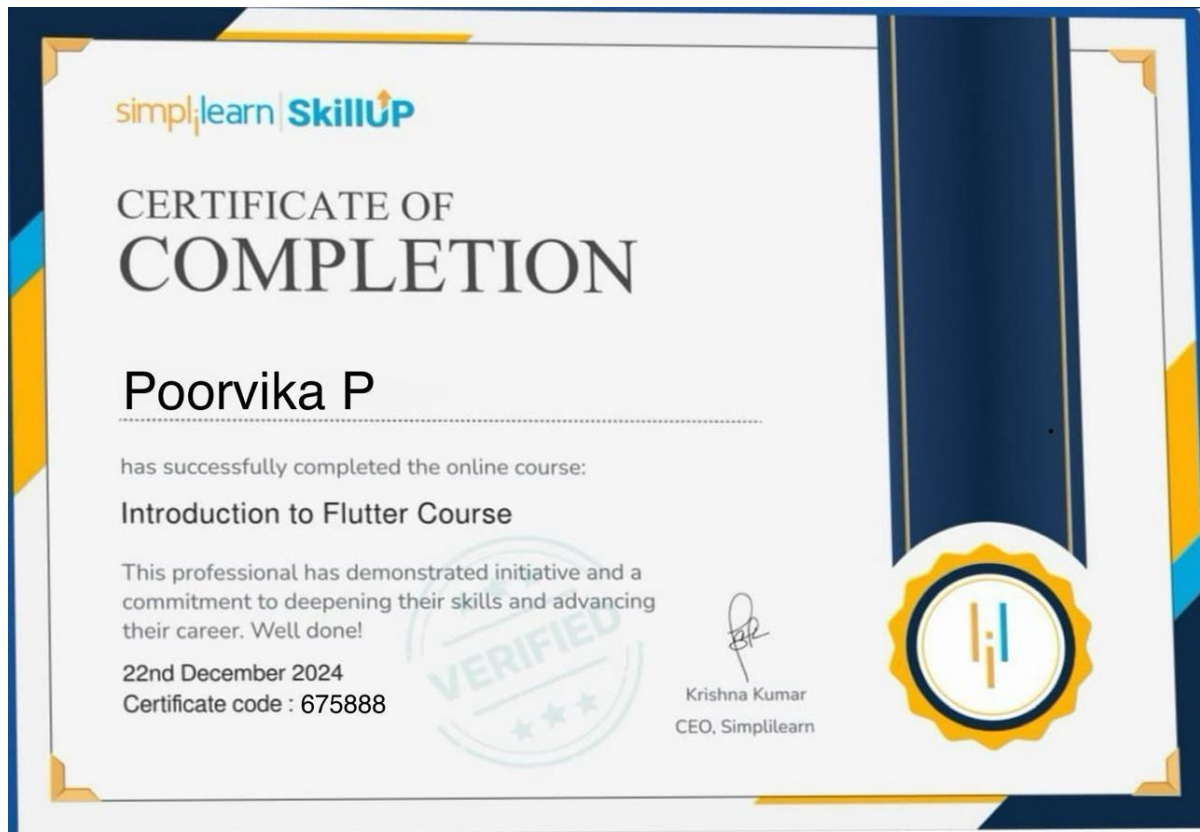 simplilearn | SkillUP
CERTIFICATE OF
COMPLETION
Poorvika P
has successfully completed the online course:
Introduction to Flutter Course
This professional has demonstrated initiative and a
commitment to deepening their skills and advancing
their career. Well done!
VERIFIED
22nd December 2024
Certificate code : 675888
Krishna Kumar
CEO, Simplilearn